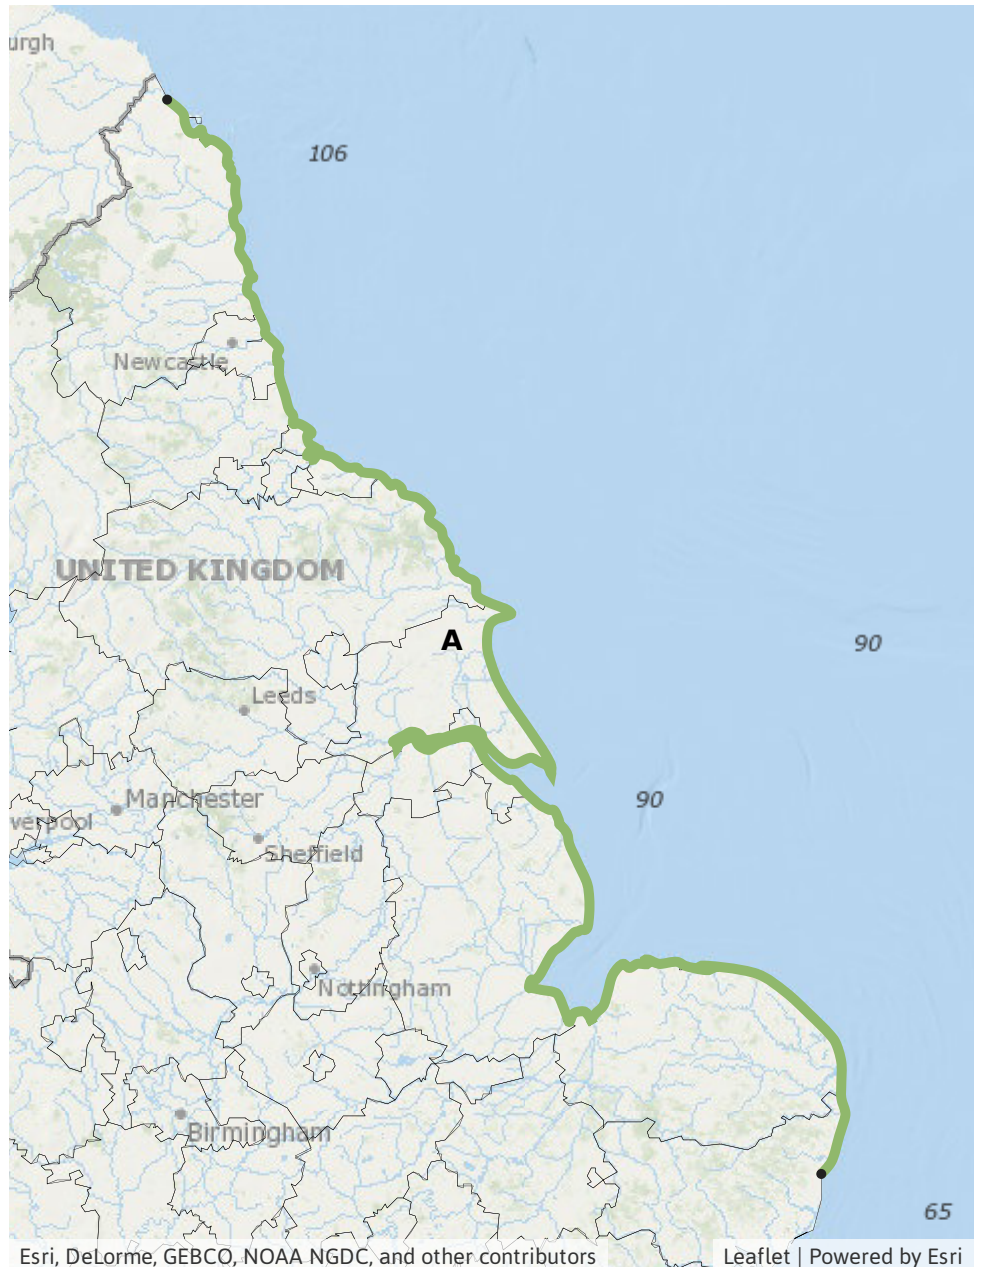 urgh
106
Newcastle
UNITED KINGDOM
A
90
Leeds
Manchester
90
verpool
Sheffield
Nottingham
Birmingham
65
Esri, DeLorme, GEBCO, NOAA NGDC, and other contributors
Leaflet | Powered by Esri